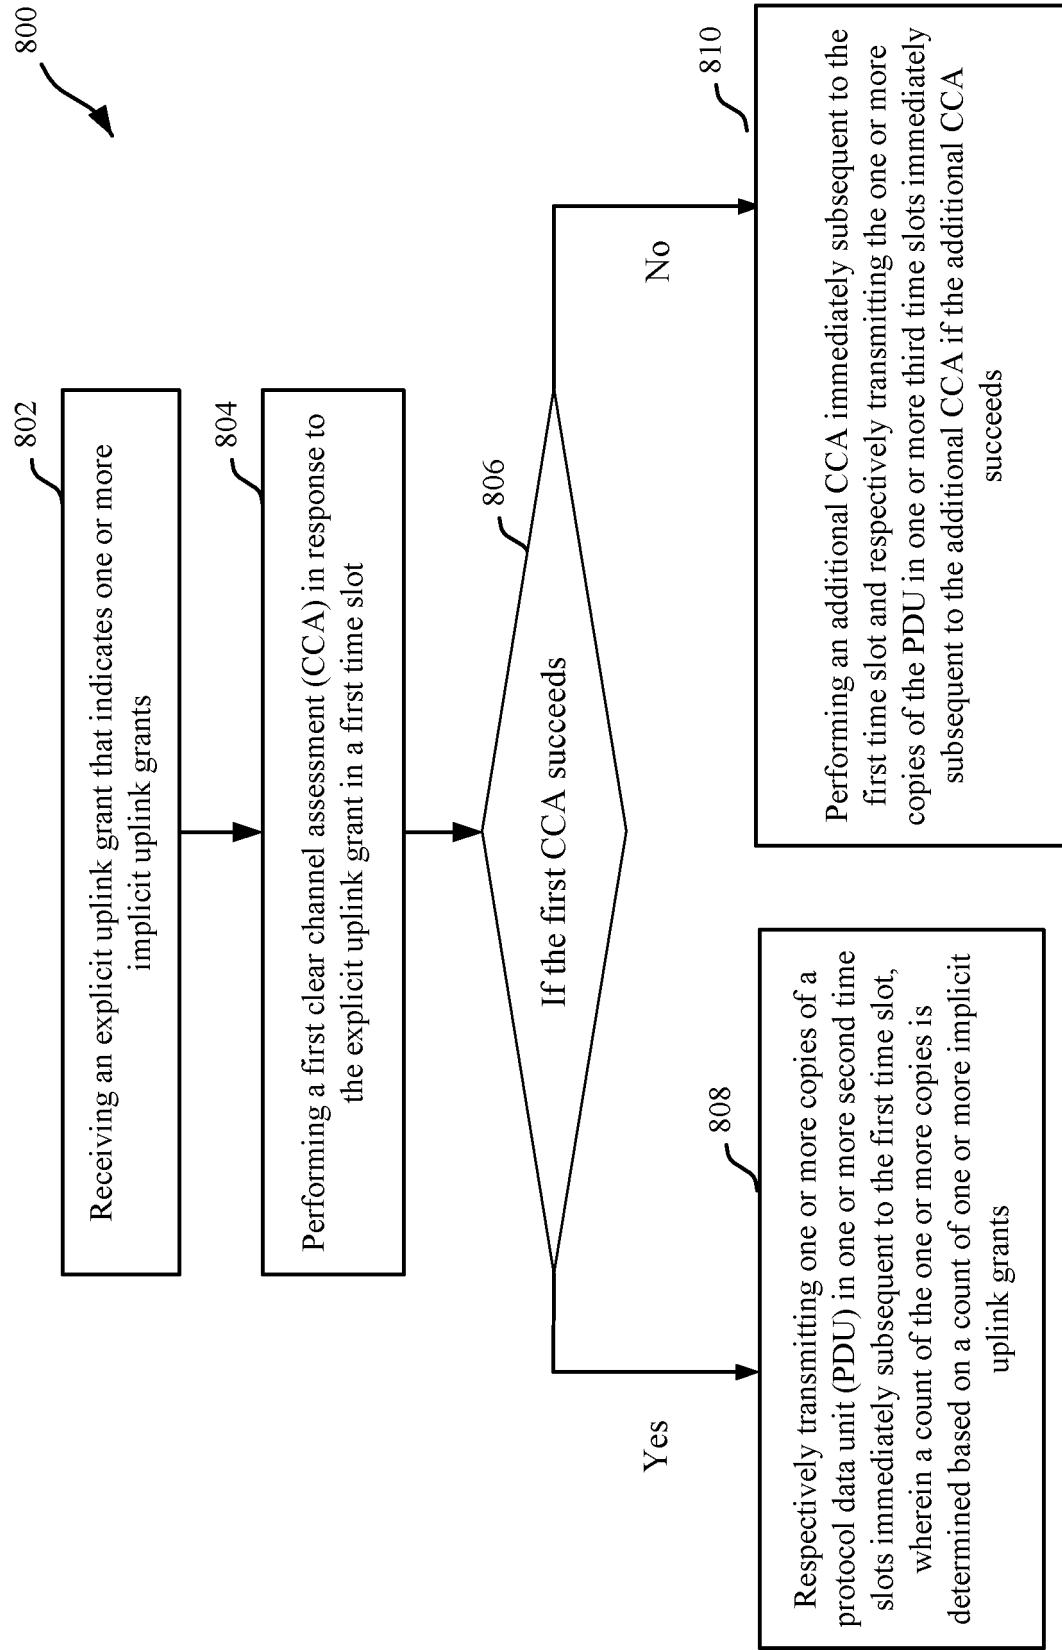 800
802
Receiving an explicit uplink grant that indicates one or more
implicit uplink grants
804
Performing a first clear channel assessment (CCA) in response to
the explicit uplink grant in a first time slot
806
If the first CCA succeeds
Yes
No
808
Respectively transmitting one or more copies of a
protocol data unit (PDU) in one or more second time
slots immediately subsequent to the first time slot,
wherein a count of the one or more copies is
determined based on a count of one or more implicit
uplink grants
810
Performing an additional CCA immediately subsequent to the
first time slot and respectively transmitting the one or more
copies of the PDU in one or more third time slots immediately
subsequent to the additional CCA if the additional CCA
succeeds